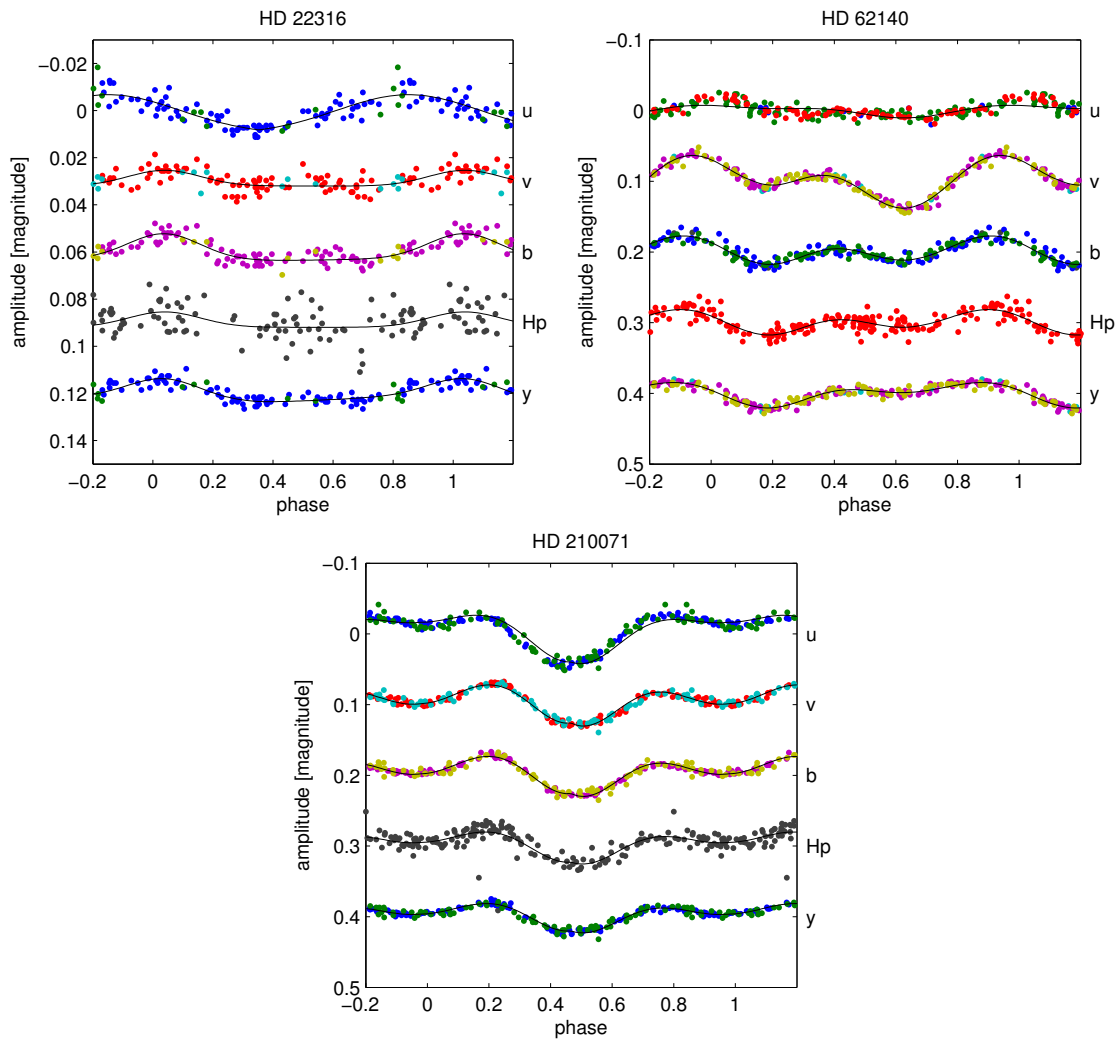 HD 22316
−0.02
0
0.02
0.04
0.06
0.08
0.1
0.12
0.14
amplitude [magnitude]
u
v
b
Hp
y
−0.2 0 0.2 0.4 0.6 0.8 1
phase
HD 62140
−0.1
0
0.1
0.2
0.3
0.4
0.5
amplitude [magnitude]
u
v
b
Hp
y
−0.2 0 0.2 0.4 0.6 0.8 1
phase
HD 210071
−0.1
0
0.1
0.2
0.3
0.4
0.5
amplitude [magnitude]
u
v
b
Hp
y
−0.2 0 0.2 0.4 0.6 0.8 1
phase